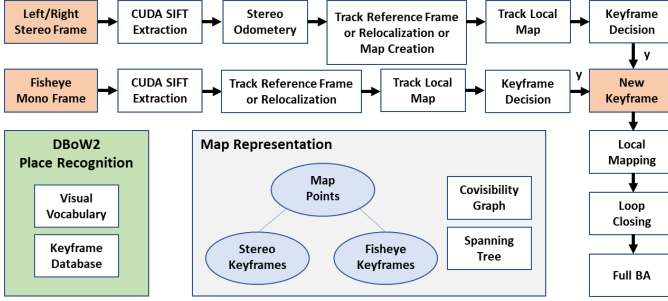 Left/Right
Stereo Frame
CUDA SIFT
Extraction
Stereo
Odometery
Track Reference Frame
or Relocalization or
Map Creation
Track Local
Map
Keyframe
Decision
y
Fisheye
Mono Frame
CUDA SIFT
Extraction
Track Reference Frame
or Relocalization
Track Local
Map
Keyframe
Decision
y
New
Keyframe
DBoW2
Place Recognition
Visual
Vocabulary
Keyframe
Database
Map Representation
Map
Points
Stereo
Keyframes
Fisheye
Keyframes
Covisibility
Graph
Spanning
Tree
Local
Mapping
Loop
Closing
Full BA